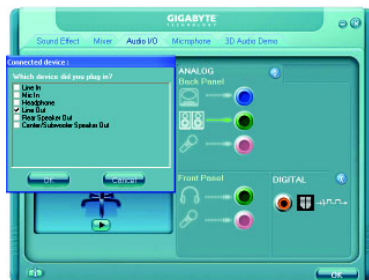 GIGABYTE
TECHNOLOGY
Sound Effect Mixer Audio I/O Microphone 3D Audio Demo
Connected device :
Which device did you plug in?
Line In
Mic In
Headphone
Line Out
Rear Speaker Out
Center/Subwoofer Speaker Out
OK Cancel
ANALOG
Back Panel
Front Panel
DIGITAL
OK